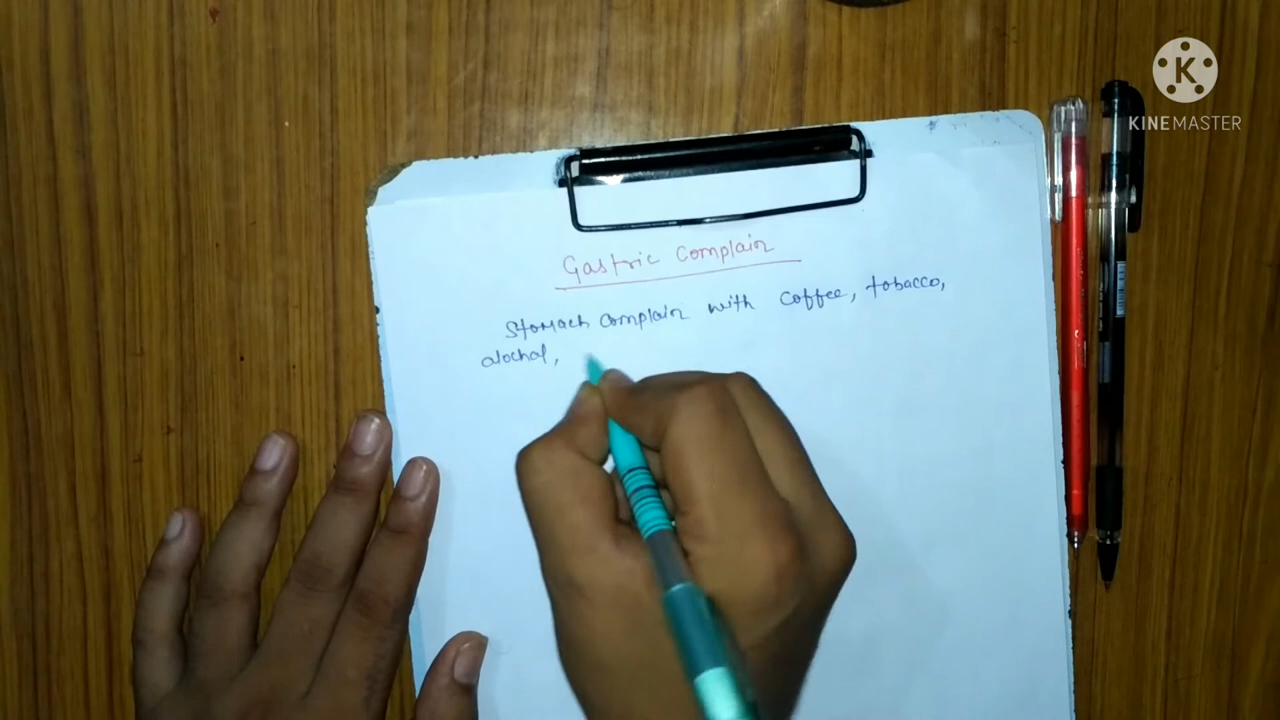 KINEMASTER
Gastric Complain
Stomach complain with coffee, tobacco,
alochal,